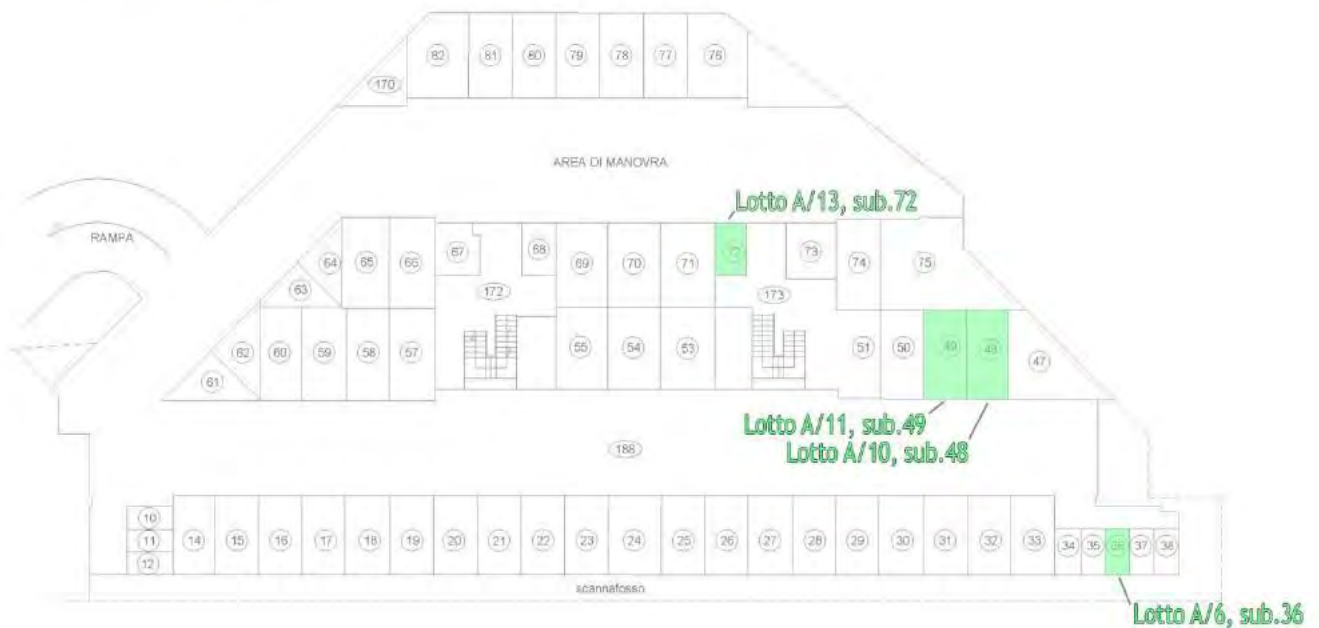 82 81 80 79 78 77 76
170
AREA DI MANOVRA
Lotto A/13, sub.72
RAMPA
67 68 72 73
64 65 66 69 70 71 74 75
63 172 173
62 60 59 58 57 55 54 53 51 50 49 48 47
61
Lotto A/11, sub.49
Lotto A/10, sub.48
188
10
11
12
14 15 16 17 18 19 20 21 22 23 24 25 26 27 28 29 30 31 32 33 34 35 36 37 38
scannafosso
Lotto A/6, sub.36